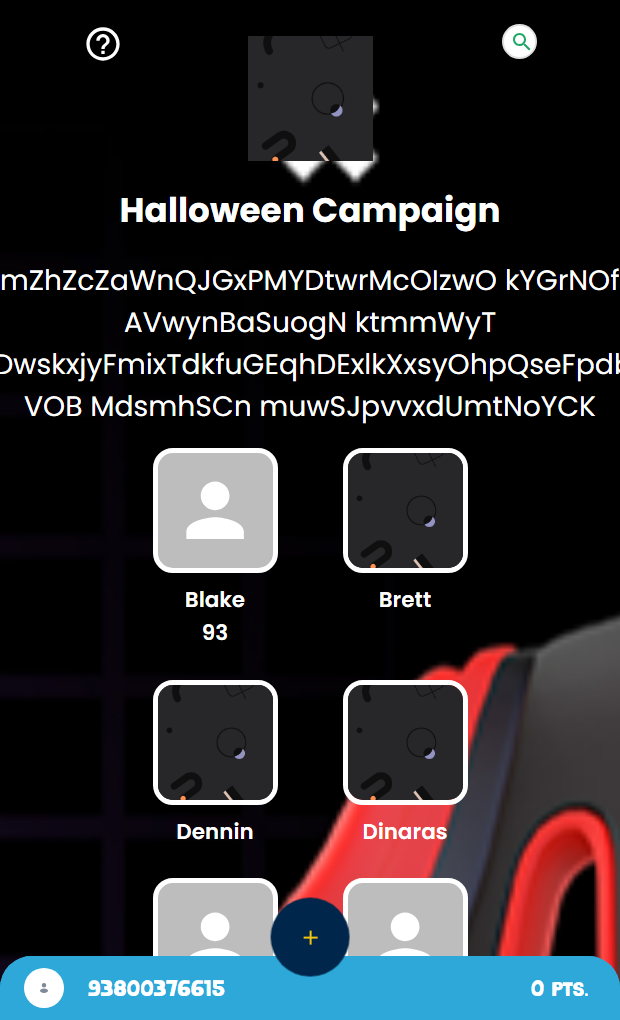 Halloween Campaign
mZhZcZaWnQJGxPMYDtwrMcOIzwO kYGrNOf
AVwynBaSuogN ktmmWyT
DwskxjyFmixTdkfuGEqhDExlkXxsyOhpQseFpdb
VOB MdsmhSCn muwSJpvvxdUmtNoYCK
Blake
93
Brett
Dennin
Dinaras
+
93800376615
0 PTS.